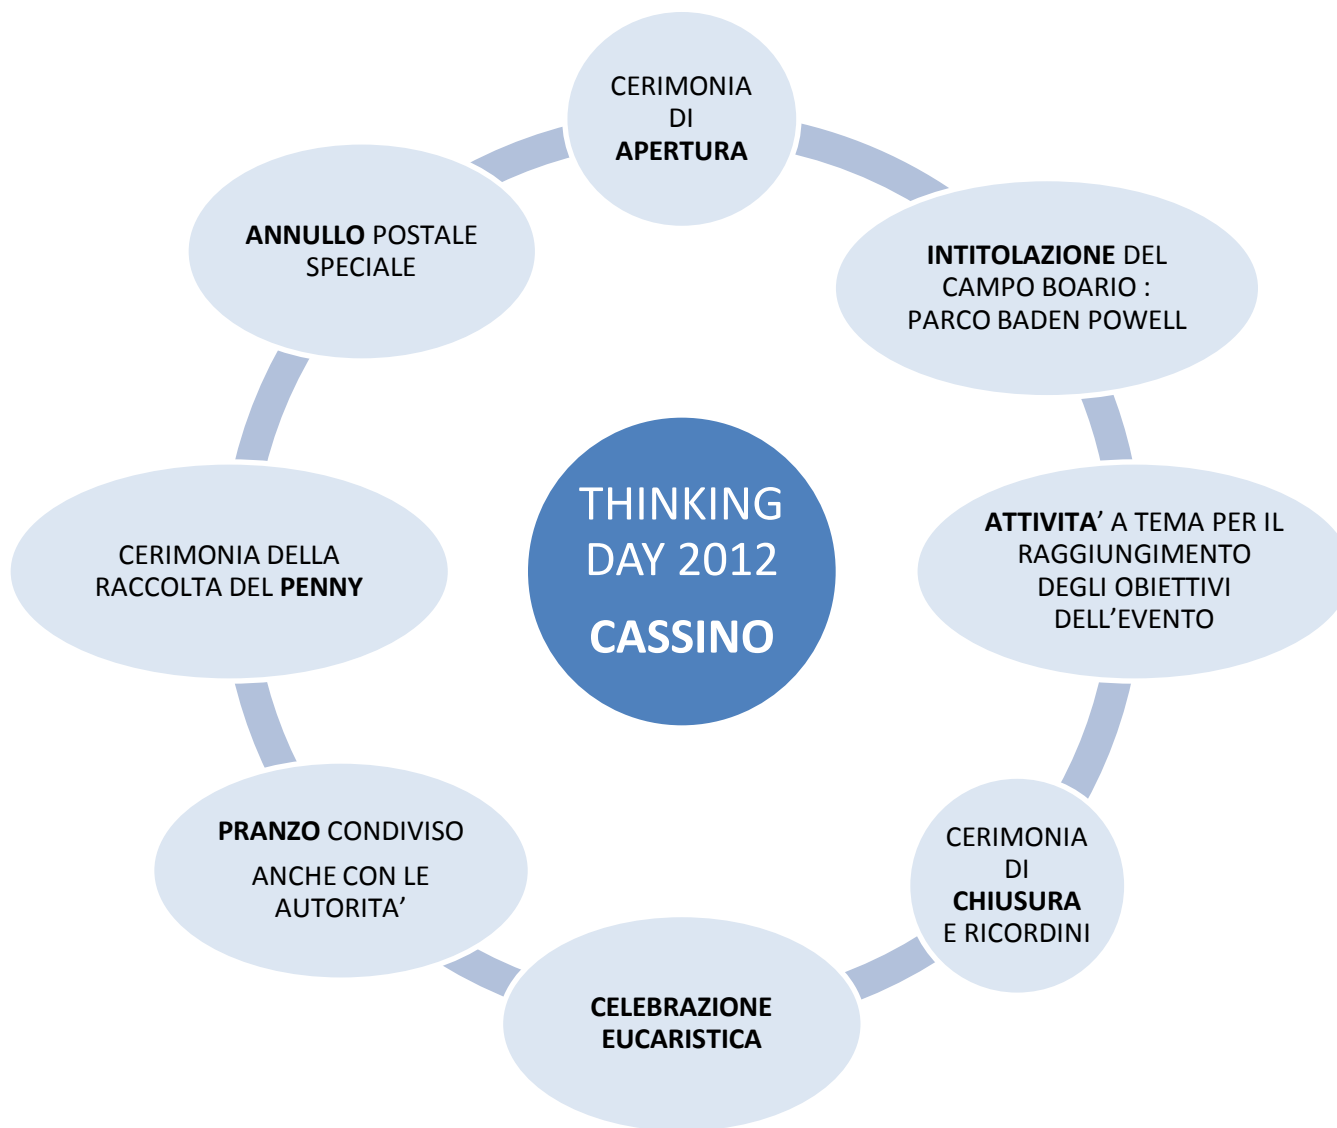 CERIMONIA
DI
APERTURA
INTITOLAZIONE DEL
CAMPO BOARIO :
PARCO BADEN POWELL
ATTIVITA’ A TEMA PER IL
RAGGIUNGIMENTO
DEGLI OBIETTIVI
DELL’EVENTO
CERIMONIA
DI
CHIUSURA
E RICORDINI
CELEBRAZIONE
EUCARISTICA
PRANZO CONDIVISO
ANCHE CON LE
AUTORITA’
CERIMONIA DELLA
RACCOLTA DEL PENNY
ANNULLO POSTALE
SPECIALE
THINKING
DAY 2012
CASSINO